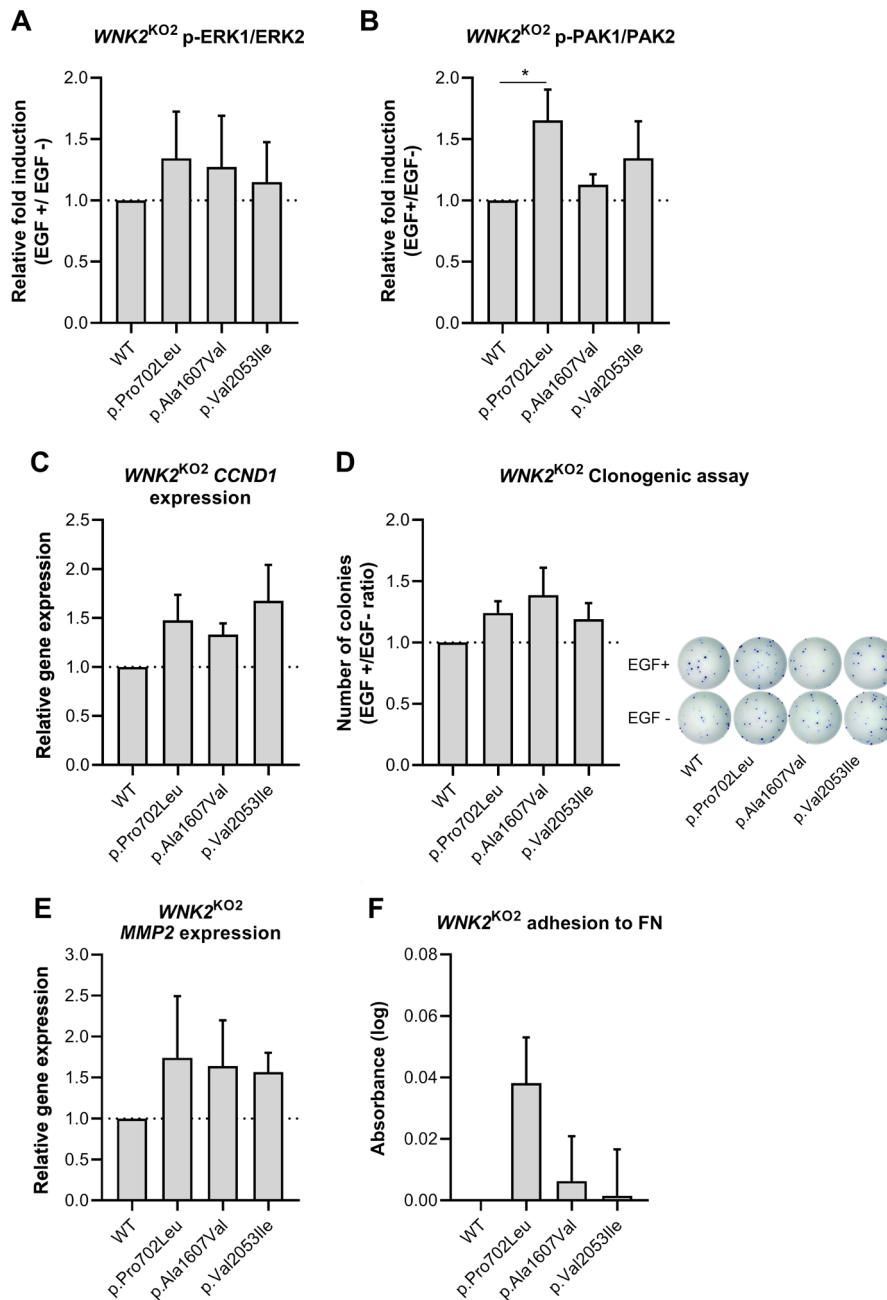 A
WNK2KO2 p-ERK1/ERK2
Relative fold induction
(EGF +/ EGF -)
2.0
1.5
1.0
0.5
0.0
WT
p.Pro702Leu
p.Ala1607Val
p.Val2053Ile
B
WNK2KO2 p-PAK1/PAK2
Relative fold induction
(EGF+/EGF-)
2.0
1.5
1.0
0.5
0.0
*
WT
p.Pro702Leu
p.Ala1607Val
p.Val2053Ile
C
WNK2KO2 CCND1
expression
Relative gene expression
2.5
2.0
1.5
1.0
0.5
0.0
WT
p.Pro702Leu
p.Ala1607Val
p.Val2053Ile
D
WNK2KO2 Clonogenic assay
Number of colonies
(EGF +/EGF- ratio)
2.0
1.5
1.0
0.5
0.0
WT
p.Pro702Leu
p.Ala1607Val
p.Val2053Ile
EGF+
EGF -
WT
p.Pro702Leu
p.Ala1607Val
p.Val2053Ile
E
WNK2KO2
MMP2 expression
Relative gene expression
3.0
2.5
2.0
1.5
1.0
0.5
0.0
WT
p.Pro702Leu
p.Ala1607Val
p.Val2053Ile
F
WNK2KO2 adhesion to FN
Absorbance (log)
0.08
0.06
0.04
0.02
0.00
WT
p.Pro702Leu
p.Ala1607Val
p.Val2053Ile